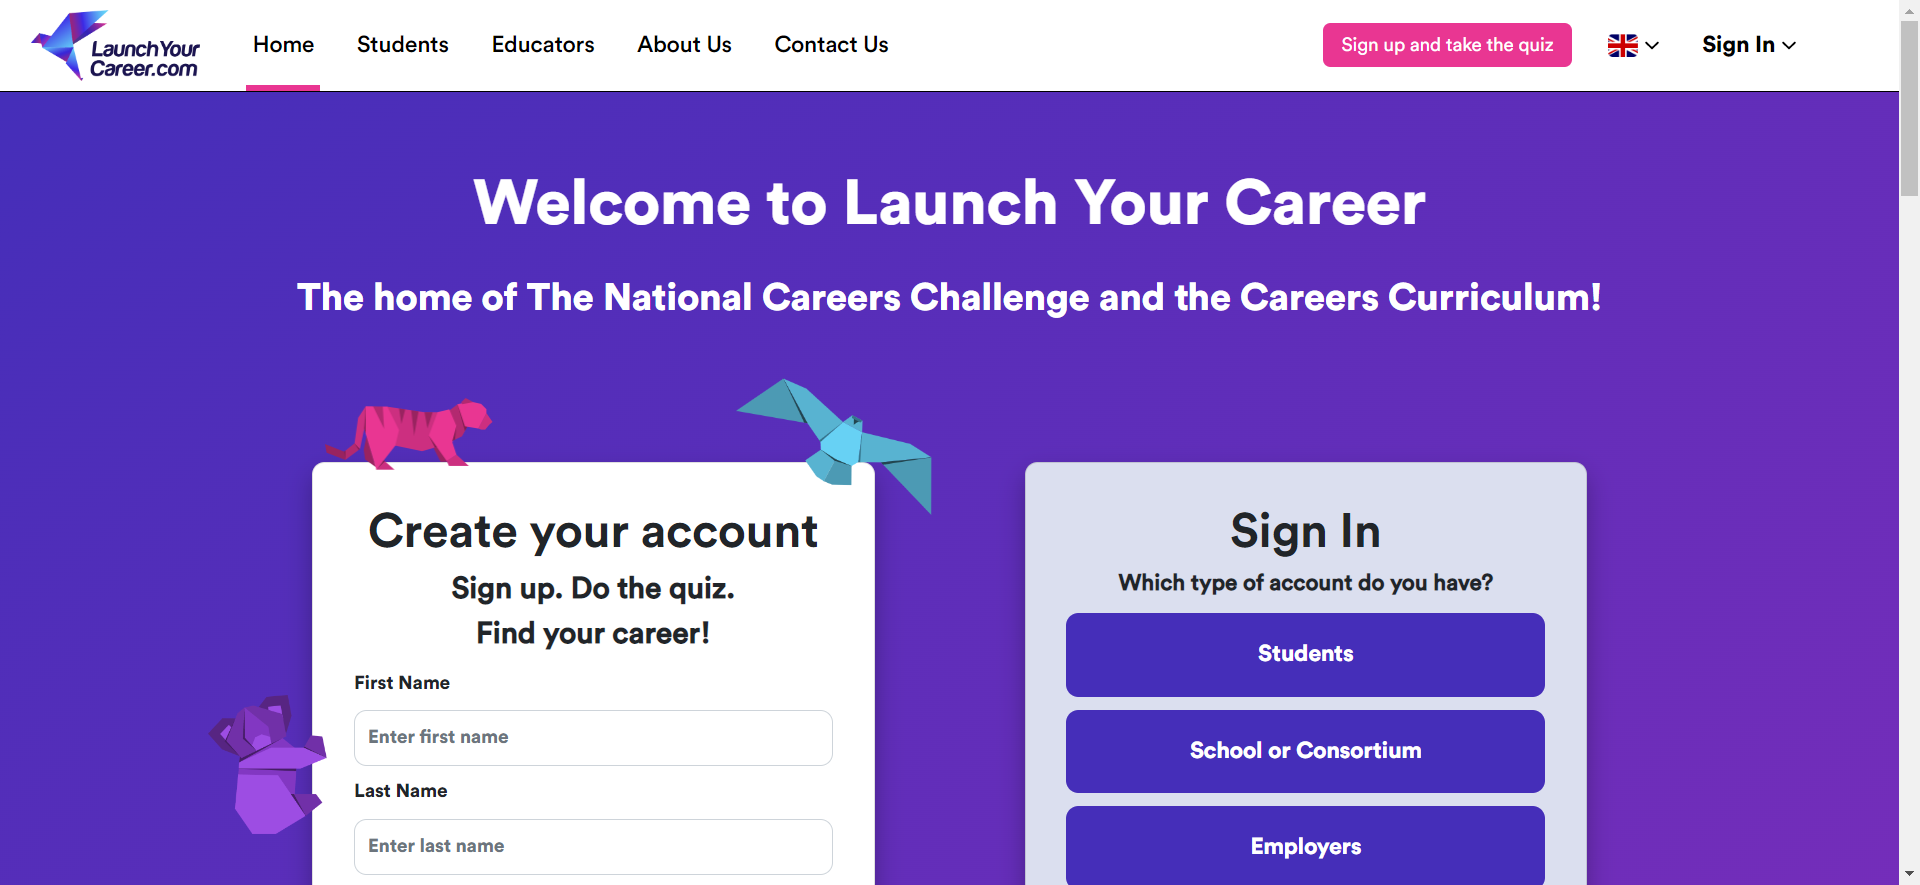 LaunchYour
Career.com
Home
Students
Educators
About Us
Contact Us
Sign up and take the quiz
Sign In
Welcome to Launch Your Career
The home of The National Careers Challenge and the Careers Curriculum!
Create your account
Sign up. Do the quiz.
Find your career!
First Name
Enter first name
Last Name
Enter last name
Sign In
Which type of account do you have?
Students
School or Consortium
Employers